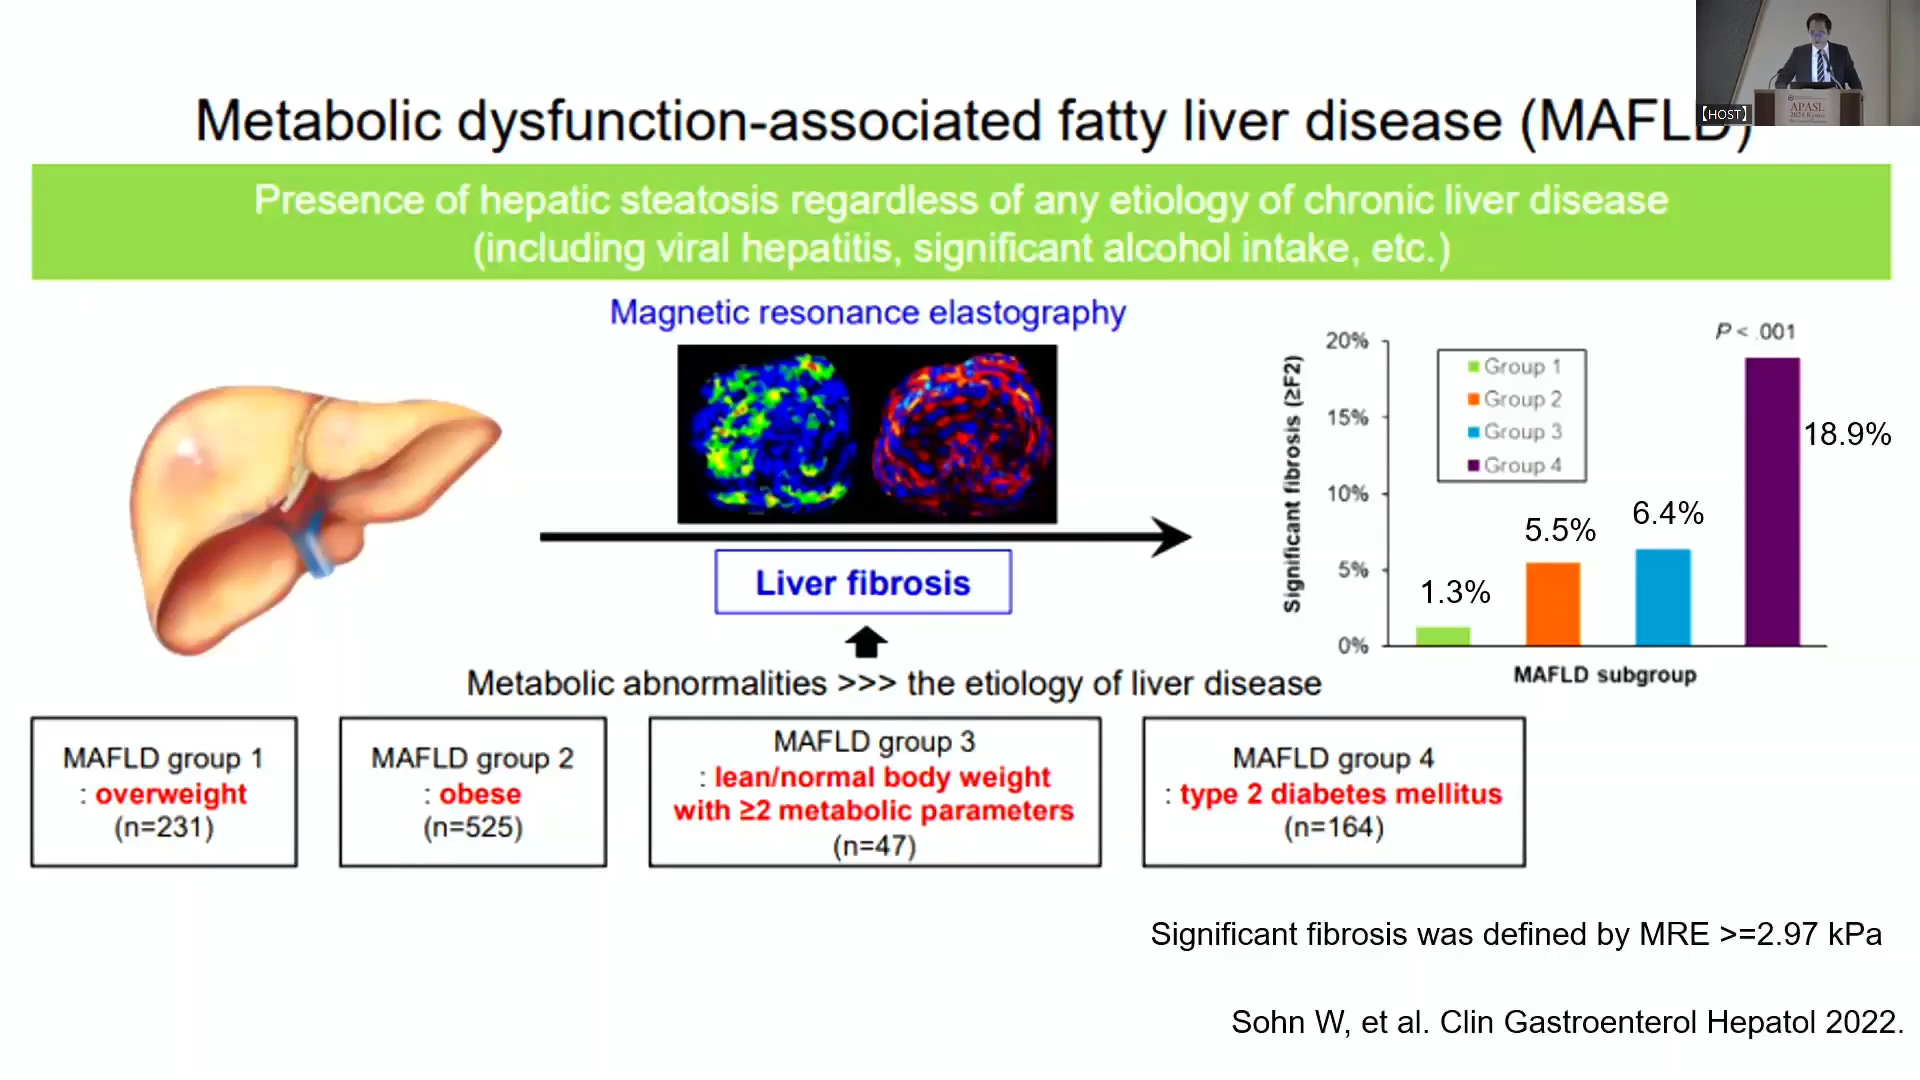 Metabolic dysfunction-associated fatty liver disease (MAFLD)
【HOST】
APASL
Presence of hepatic steatosis regardless of any etiology of chronic liver disease
(including viral hepatitis, significant alcohol intake, etc.)
Magnetic resonance elastography
Liver fibrosis
Metabolic abnormalities >>> the etiology of liver disease
Significant fibrosis (≥F2)
20%
15%
10%
5%
0%
Group 1
Group 2
Group 3
Group 4
P < .001
1.3%
5.5%
6.4%
18.9%
MAFLD subgroup
MAFLD group 1
: overweight
(n=231)
MAFLD group 2
: obese
(n=525)
MAFLD group 3
: lean/normal body weight
with ≥2 metabolic parameters
(n=47)
MAFLD group 4
: type 2 diabetes mellitus
(n=164)
Significant fibrosis was defined by MRE >=2.97 kPa
Sohn W, et al. Clin Gastroenterol Hepatol 2022.